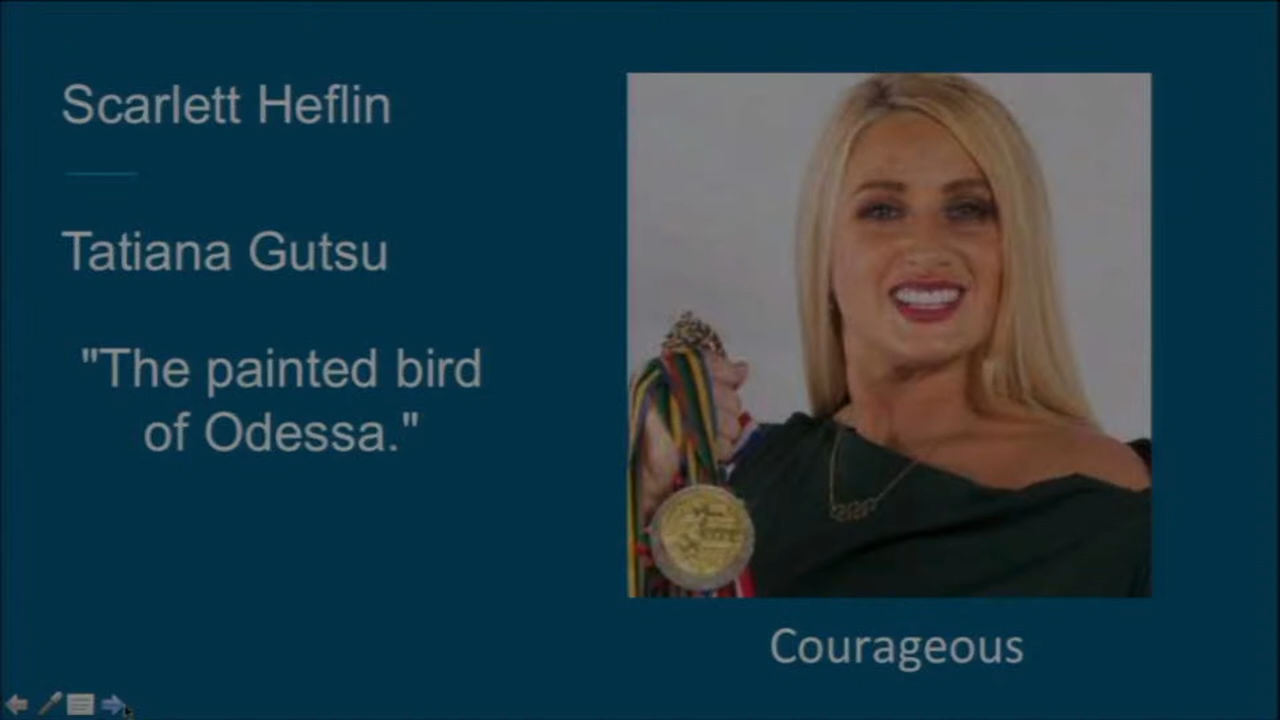 Scarlett Heflin
Tatiana Gutsu
"The painted bird
of Odessa."
Courageous